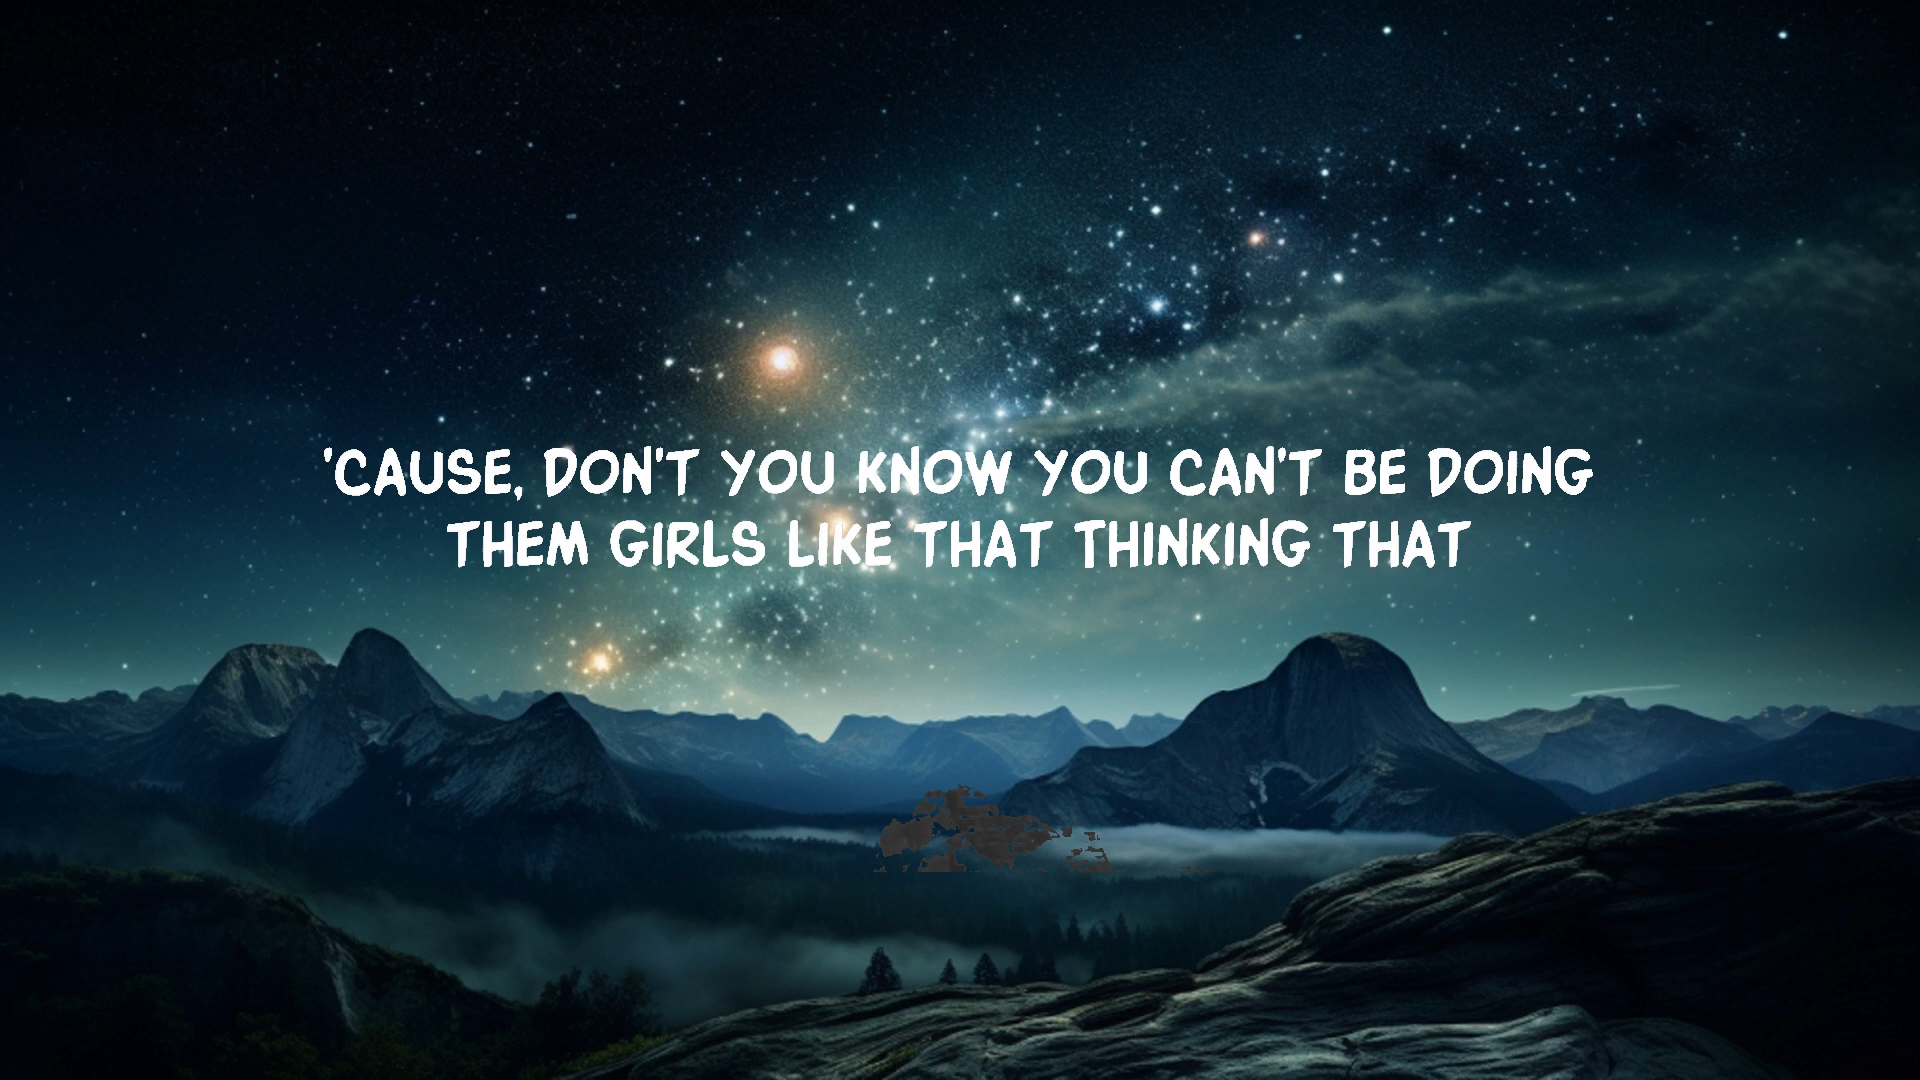 'CAUSE, DON'T YOU KNOW YOU CAN'T BE DOING
THEM GIRLS LIKE THAT THINKING THAT